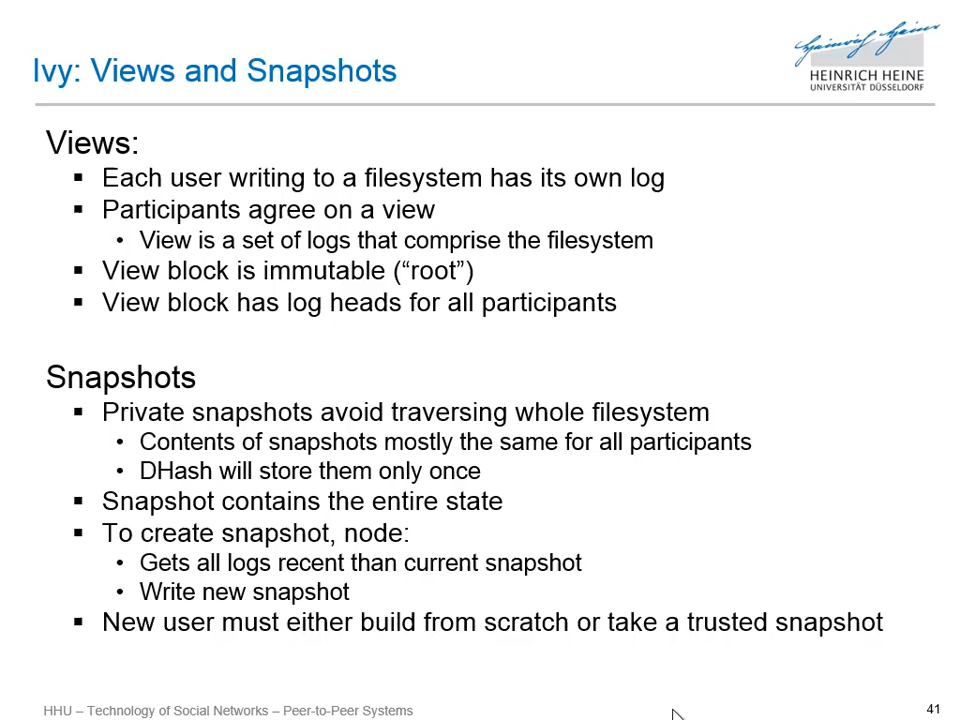 Ivy: Views and Snapshots
Heinrich Heine
HEINRICH HEINE
UNIVERSITÄT DÜSSELDORF
Views:
▪ Each user writing to a filesystem has its own log
▪ Participants agree on a view
• View is a set of logs that comprise the filesystem
▪ View block is immutable (“root”)
▪ View block has log heads for all participants
Snapshots
▪ Private snapshots avoid traversing whole filesystem
• Contents of snapshots mostly the same for all participants
• DHash will store them only once
▪ Snapshot contains the entire state
▪ To create snapshot, node:
• Gets all logs recent than current snapshot
• Write new snapshot
▪ New user must either build from scratch or take a trusted snapshot
HHU – Technology of Social Networks – Peer-to-Peer Systems
41